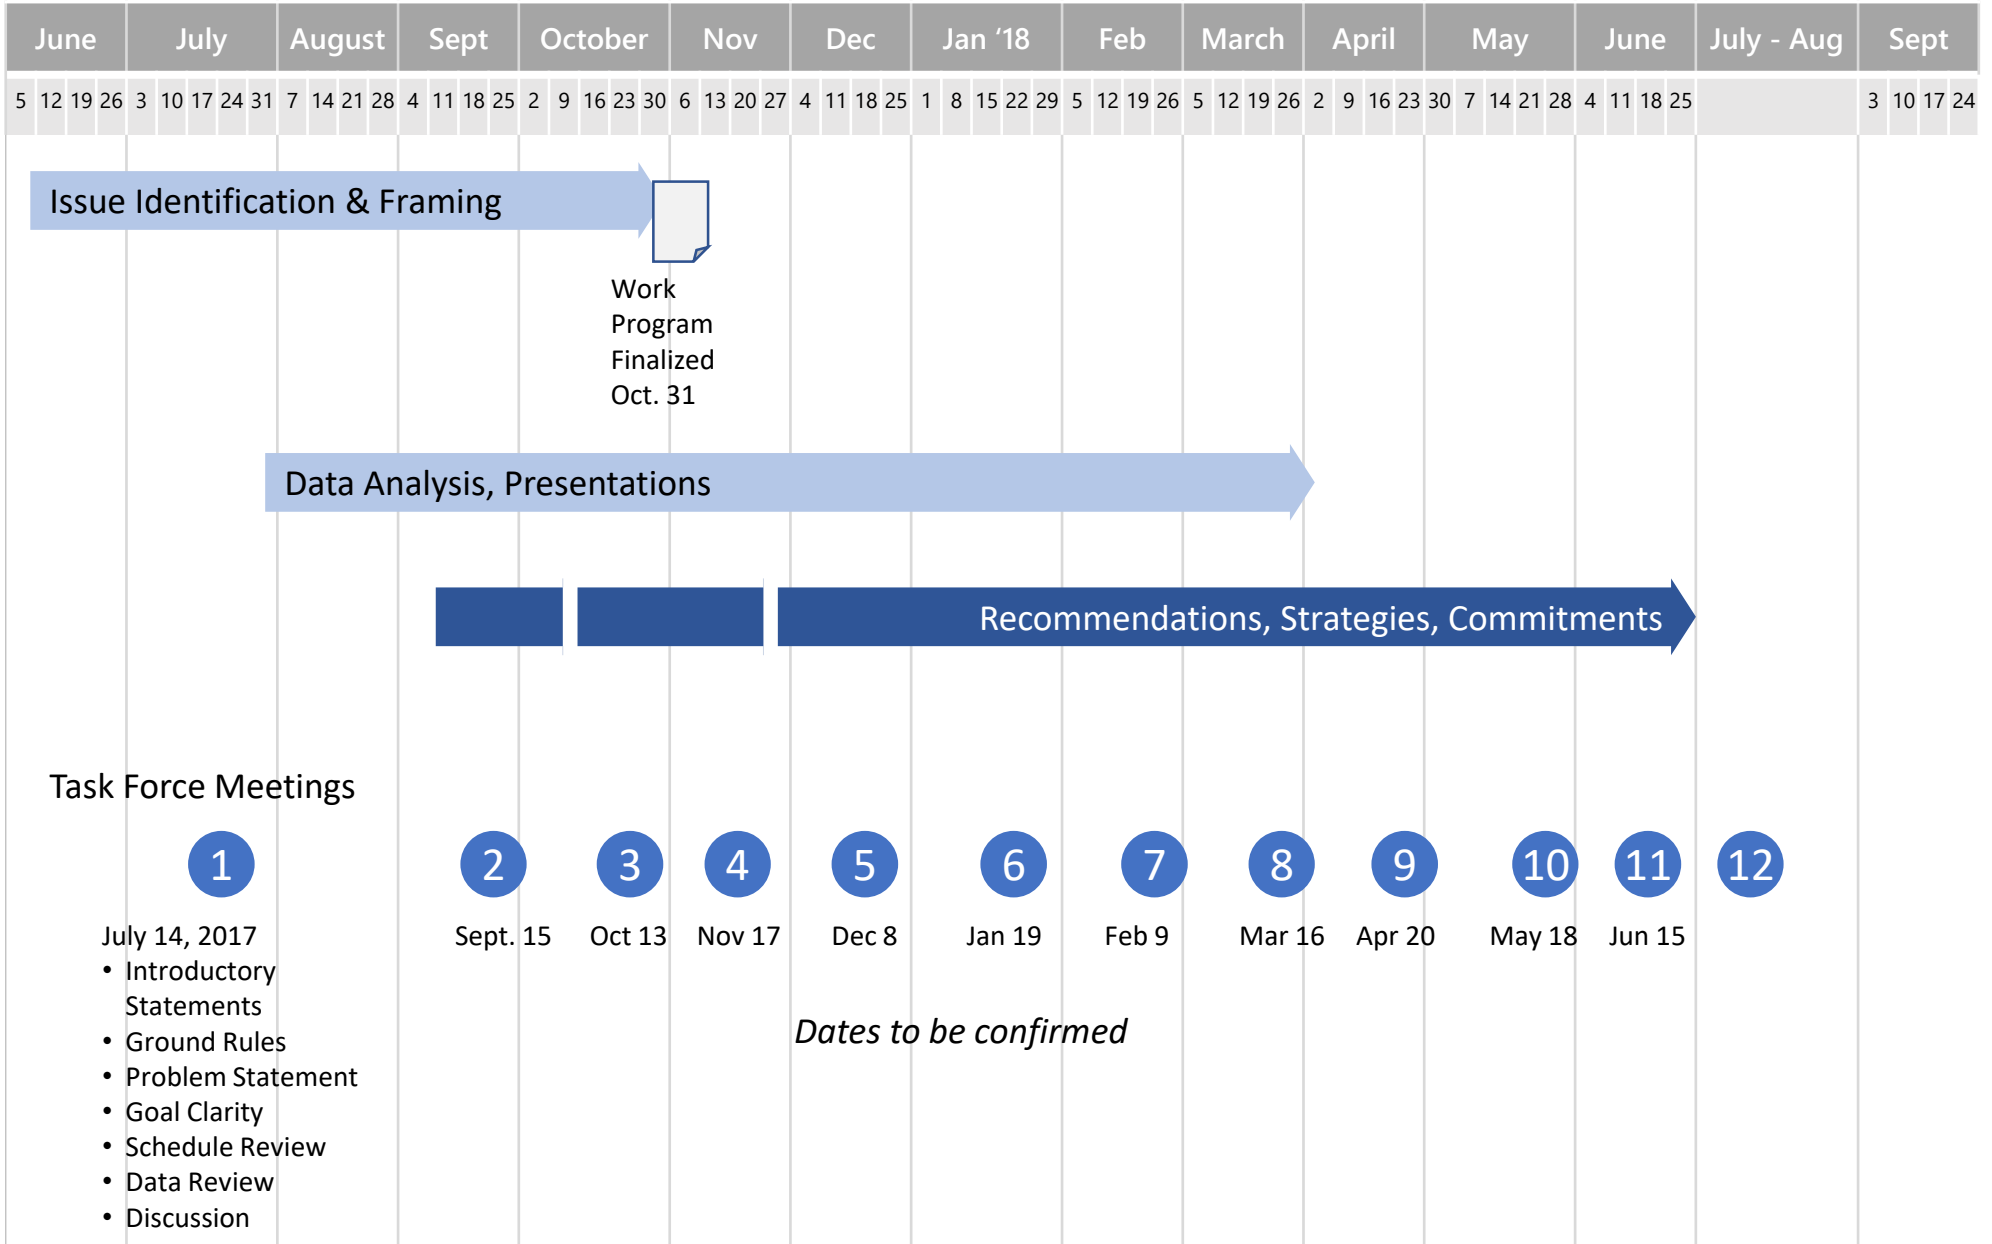 June July August Sept October Nov Dec Jan ‘18 Feb March April May June July - Aug Sept
5 12 19 26 3 10 17 24 31 7 14 21 28 4 11 18 25 2 9 16 23 30 6 13 20 27 4 11 18 25 1 8 15 22 29 5 12 19 26 5 12 19 26 2 9 16 23 30 7 14 21 28 4 11 18 25 3 10 17 24
Issue Identification & Framing
Work
Program
Finalized
Oct. 31
Data Analysis, Presentations
Recommendations, Strategies, Commitments
Task Force Meetings
1 2 3 4 5 6 7 8 9 10 11 12
July 14, 2017 Sept. 15 Oct 13 Nov 17 Dec 8 Jan 19 Feb 9 Mar 16 Apr 20 May 18 Jun 15
• Introductory
Statements
• Ground Rules
• Problem Statement
• Goal Clarity
• Schedule Review
• Data Review
• Discussion
Dates to be confirmed